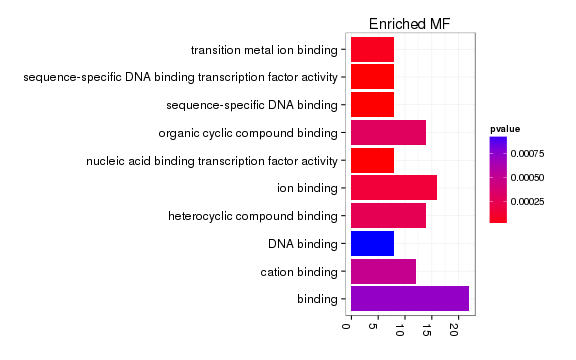 Enriched MF
transition metal ion binding
sequence-specific DNA binding transcription factor activity
sequence-specific DNA binding
organic cyclic compound binding
nucleic acid binding transcription factor activity
ion binding
heterocyclic compound binding
DNA binding
cation binding
binding
0 5 10 15 20
pvalue
0.00075
0.00050
0.00025